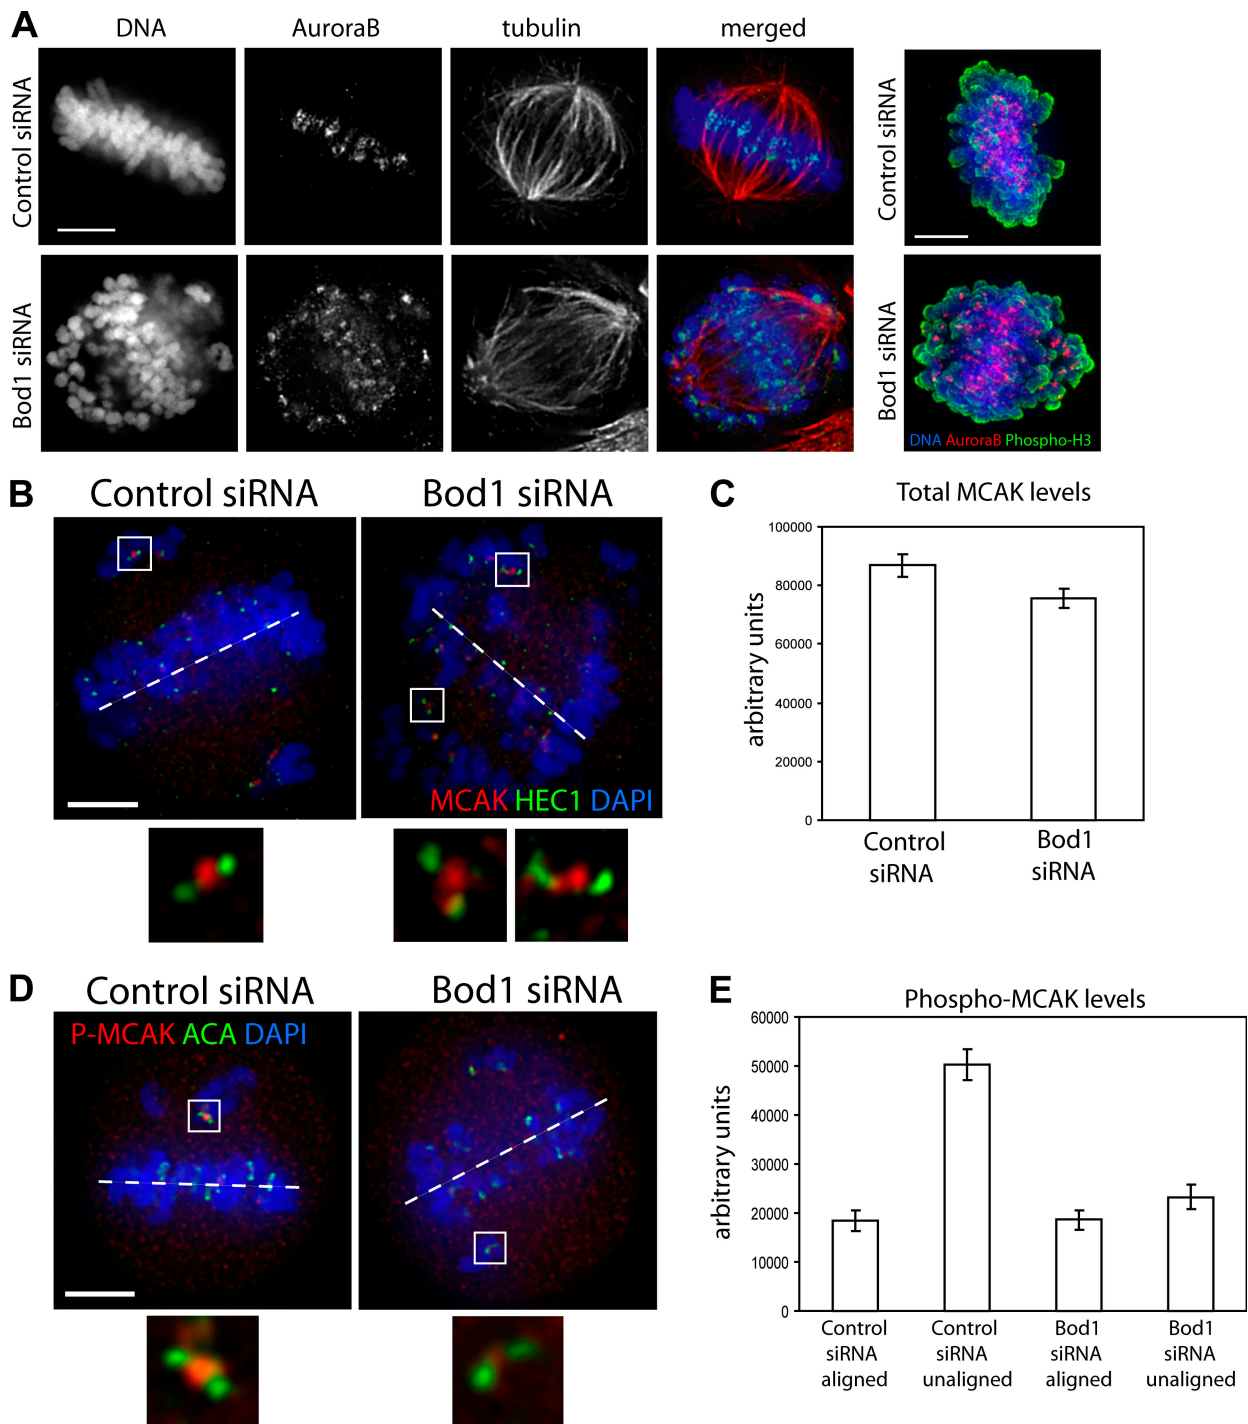 A
DNA
AuroraB
tubulin
merged
Control siRNA
Control siRNA
Bod1 siRNA
Bod1 siRNA
DNA AuroraB Phospho-H3
B
Control siRNA
Bod1 siRNA
MCAK HEC1 DAPI
C
Total MCAK levels
arbitrary units
100000
80000
60000
40000
20000
0
Control
siRNA
Bod1
siRNA
D
Control siRNA
Bod1 siRNA
P-MCAK ACA DAPI
E
Phospho-MCAK levels
arbitrary units
60000
50000
40000
30000
20000
10000
0
Control
siRNA
aligned
Control
siRNA
unaligned
Bod1
siRNA
aligned
Bod1
siRNA
unaligned